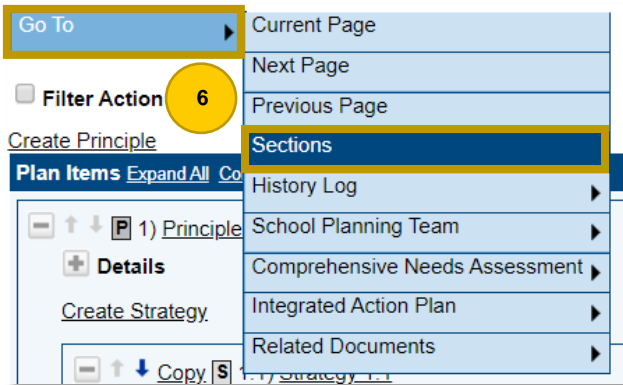 Go To
Current Page
Next Page
Filter Action
6
Previous Page
Create Principle
Sections
Plan Items Expand All Co
History Log
P 1) Principle
School Planning Team
Details
Comprehensive Needs Assessment
Create Strategy
Integrated Action Plan
Related Documents
Copy S 1.1) Strategy 1.1